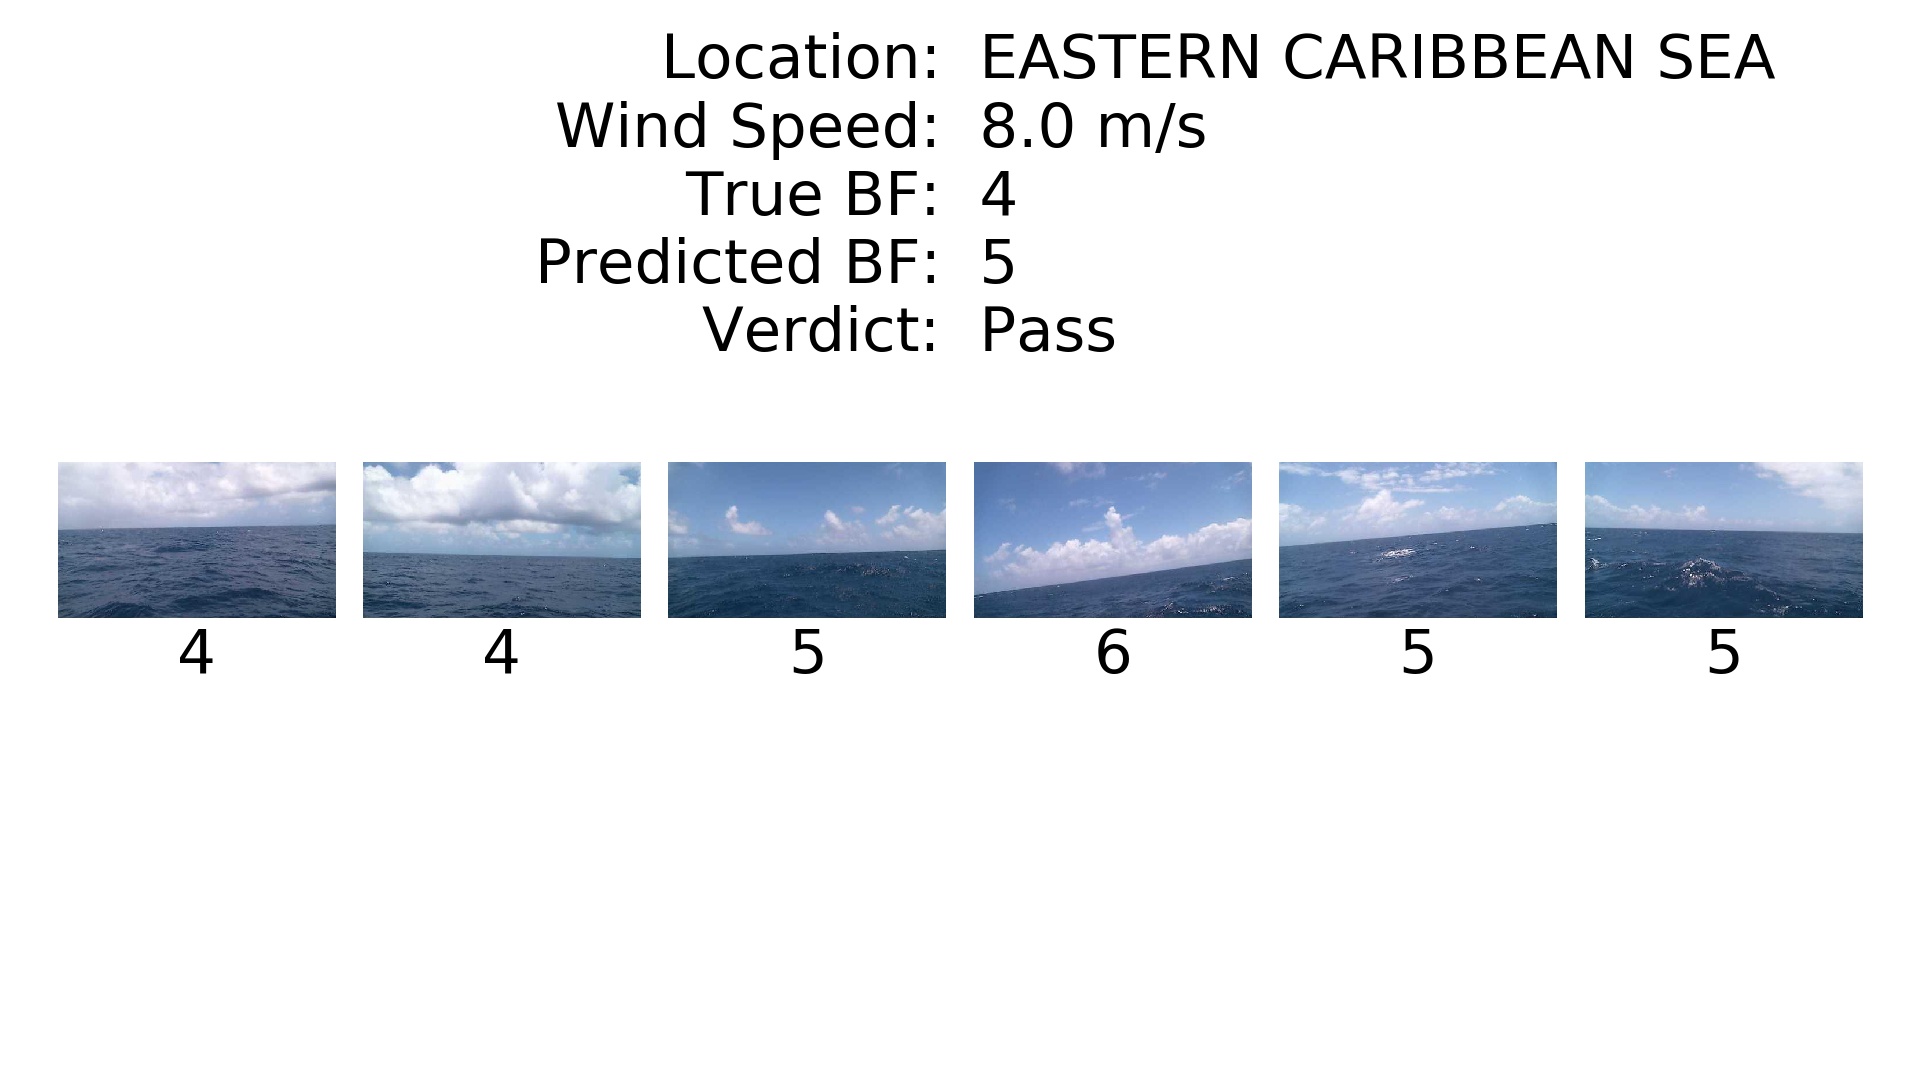 Location: EASTERN CARIBBEAN SEA
Wind Speed: 8.0 m/s
True BF: 4
Predicted BF: 5
Verdict: Pass
4 4 5 6 5 5